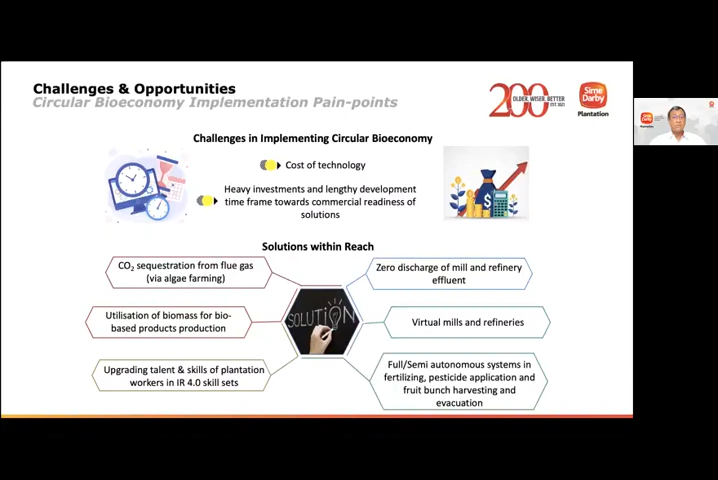 Challenges & Opportunities
Circular Bioeconomy Implementation Pain-points
200
OLDER. WISER. BETTER
Sime
Darby
Plantation
Challenges in Implementing Circular Bioeconomy
Cost of technology
Heavy investments and lengthy development
time frame towards commercial readiness of
solutions
Solutions within Reach
CO₂ sequestration from flue gas
(via algae farming)
Zero discharge of mill and refinery
effluent
Utilisation of biomass for bio-
based products production
SOLUTION
Virtual mills and refineries
Upgrading talent & skills of plantation
workers in IR 4.0 skill sets
Full/Semi autonomous systems in
fertilizing, pesticide application and
fruit bunch harvesting and
evacuation